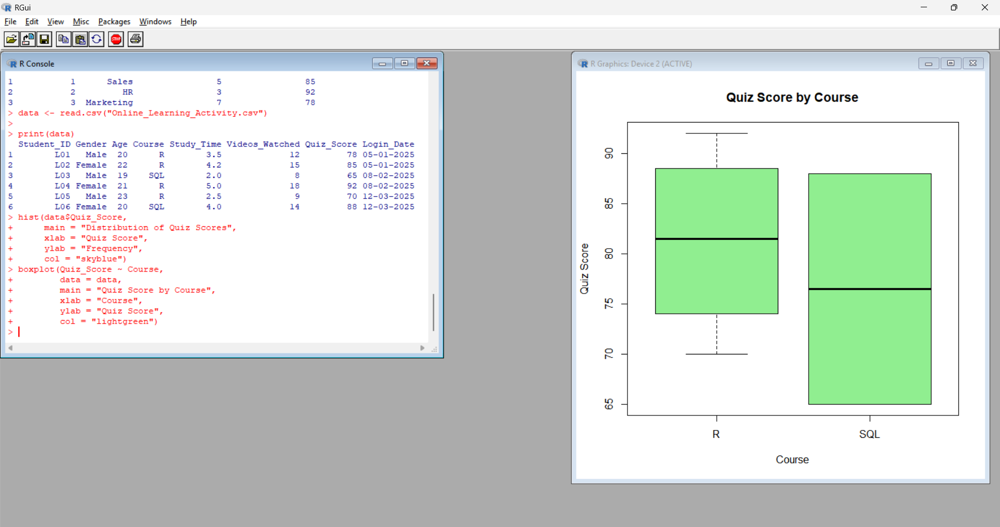 RGui
File Edit View Misc Packages Windows Help
STOP
R Console
1           1      Sales                5                85
2           2         HR                3                92
3           3  Marketing                7                78
> data <- read.csv("Online_Learning_Activity.csv")
>
> print(data)
  Student_ID Gender Age Course Study_Time Videos_Watched Quiz_Score Login_Date
1        L01   Male  20      R        3.5             12         78 05-01-2025
2        L02 Female  22      R        4.2             15         85 05-01-2025
3        L03   Male  19    SQL        2.0              8         65 08-02-2025
4        L04 Female  21      R        5.0             18         92 08-02-2025
5        L05   Male  23      R        2.5              9         70 12-03-2025
6        L06 Female  20    SQL        4.0             14         88 12-03-2025
> hist(data$Quiz_Score,
+      main = "Distribution of Quiz Scores",
+      xlab = "Quiz Score",
+      ylab = "Frequency",
+      col = "skyblue")
> boxplot(Quiz_Score ~ Course,
+         data = data,
+         main = "Quiz Score by Course",
+         xlab = "Course",
+         ylab = "Quiz Score",
+         col = "lightgreen")
>
R Graphics: Device 2 (ACTIVE)
Quiz Score by Course
Quiz Score
90
85
80
75
70
65
R SQL
Course